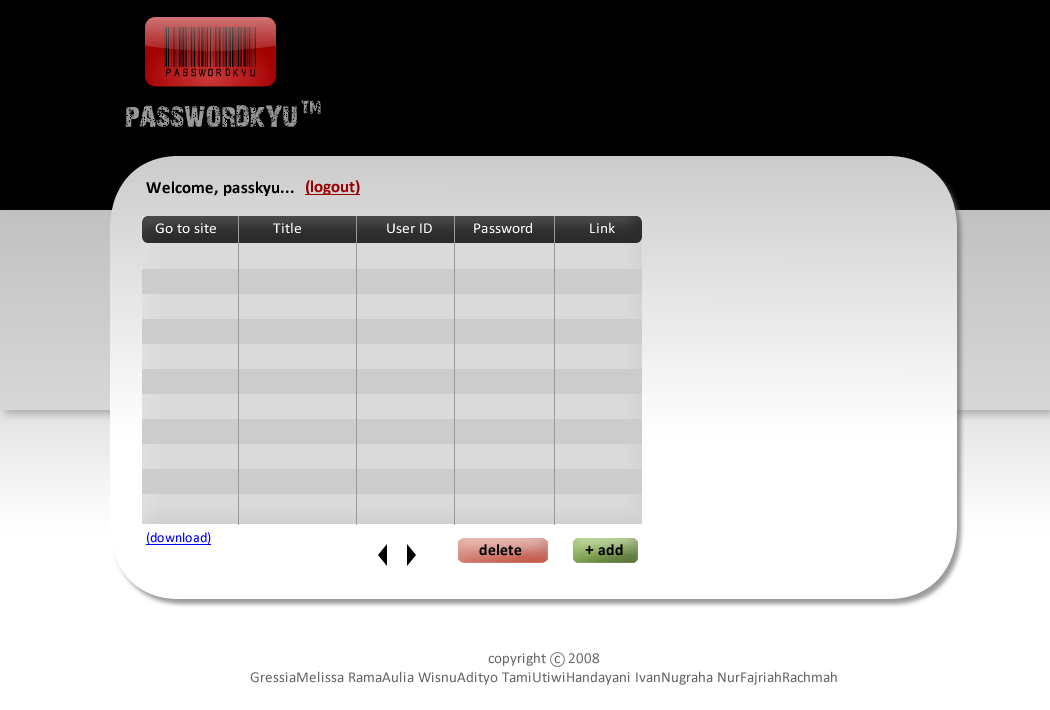 PASSWORDKYU
PASSWORDKYU™
Welcome, passkyu... (logout)
Go to site Title User ID Password Link
(download)
delete + add
copyright © 2008
GressiaMelissa RamaAulia WisnuAdityo TamiUtiwiHandayani IvanNugraha NurFajriahRachmah